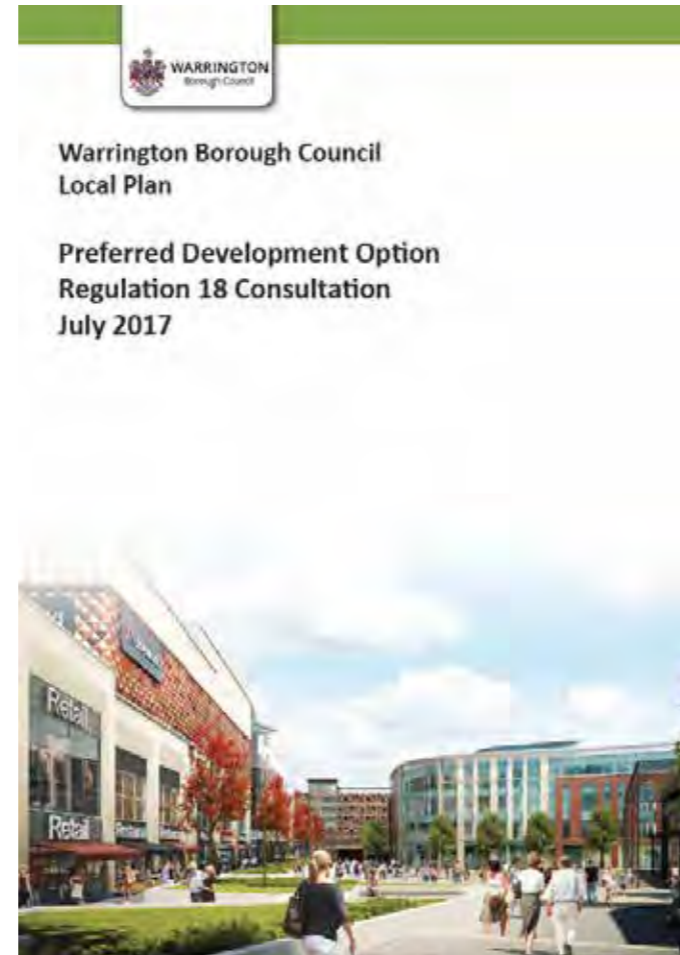 WARRINGTON
Borough Council
Warrington Borough Council
Local Plan
Preferred Development Option
Regulation 18 Consultation
July 2017
Retail
Retail